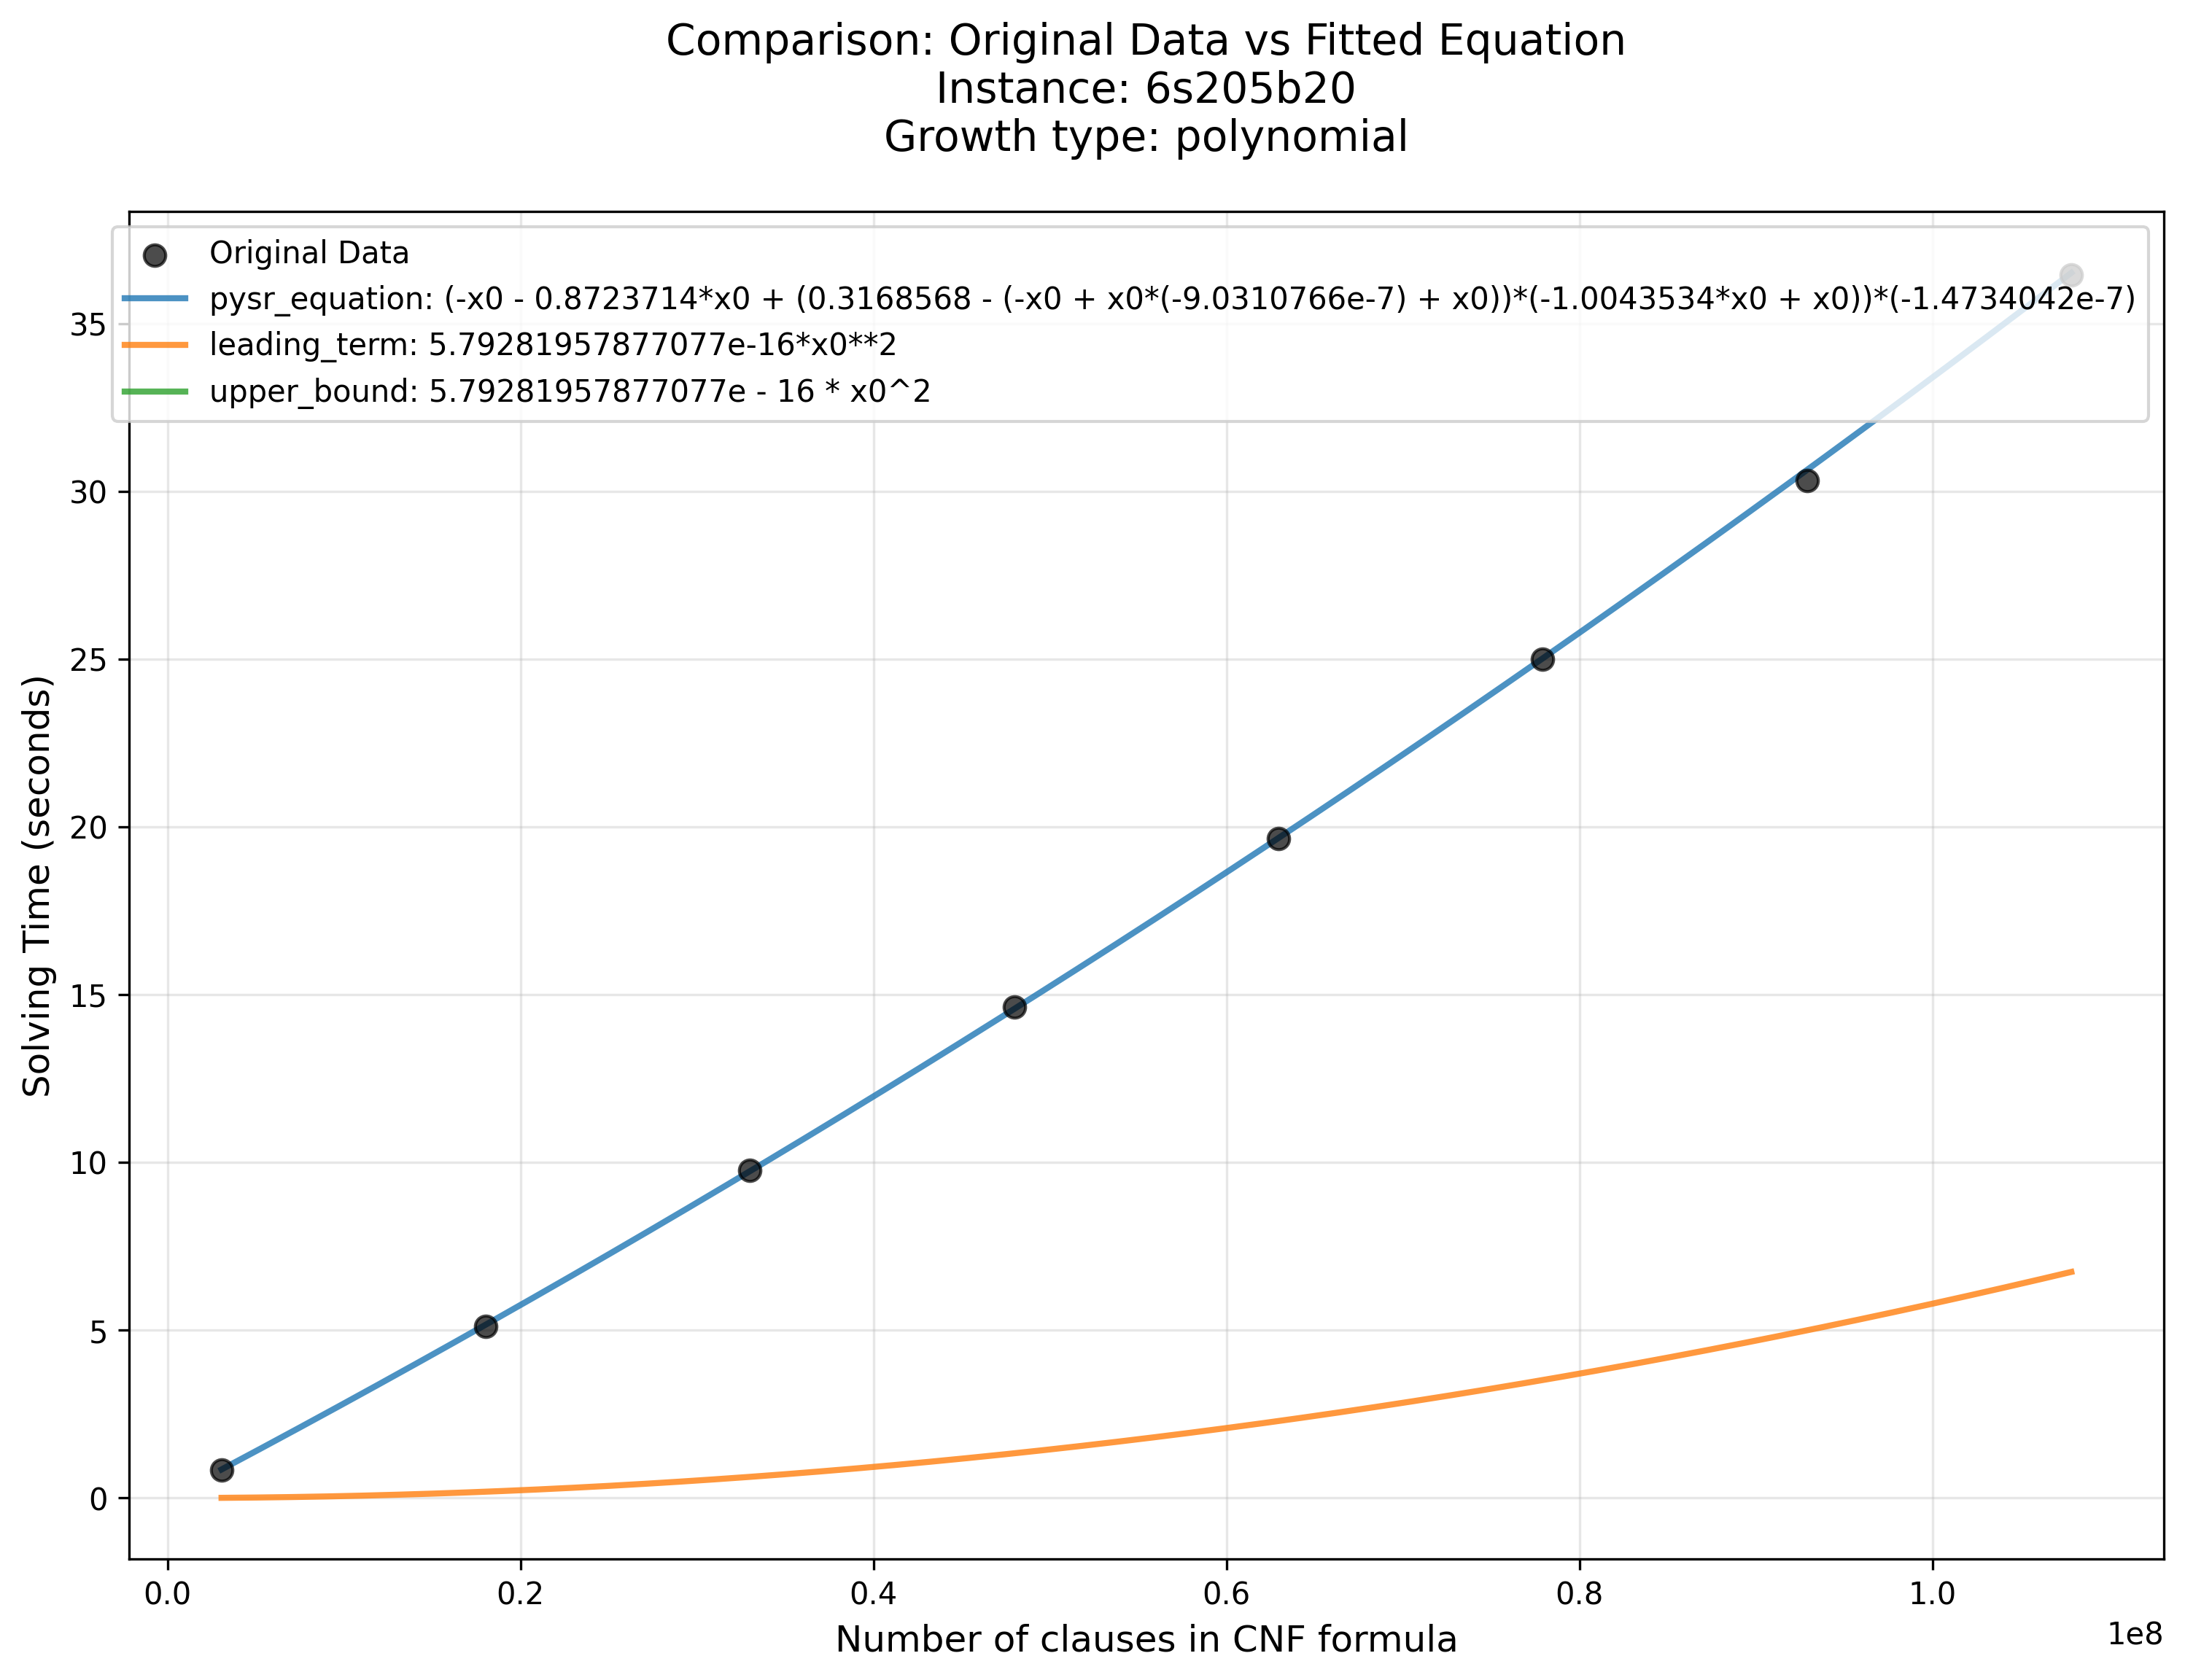 Comparison: Original Data vs Fitted Equation
Instance: 6s205b20
Growth type: polynomial
Original Data
pysr_equation: (-x0 - 0.8723714*x0 + (0.3168568 - (-x0 + x0*(-9.0310766e-7) + x0))*(-1.0043534*x0 + x0))*(-1.4734042e-7)
leading_term: 5.79281957877077e-16*x0**2
upper_bound: 5.79281957877077e - 16 * x0^2
35
30
25
20
15
10
5
0
Solving Time (seconds)
0.0 0.2 0.4 0.6 0.8 1.0
1e8
Number of clauses in CNF formula